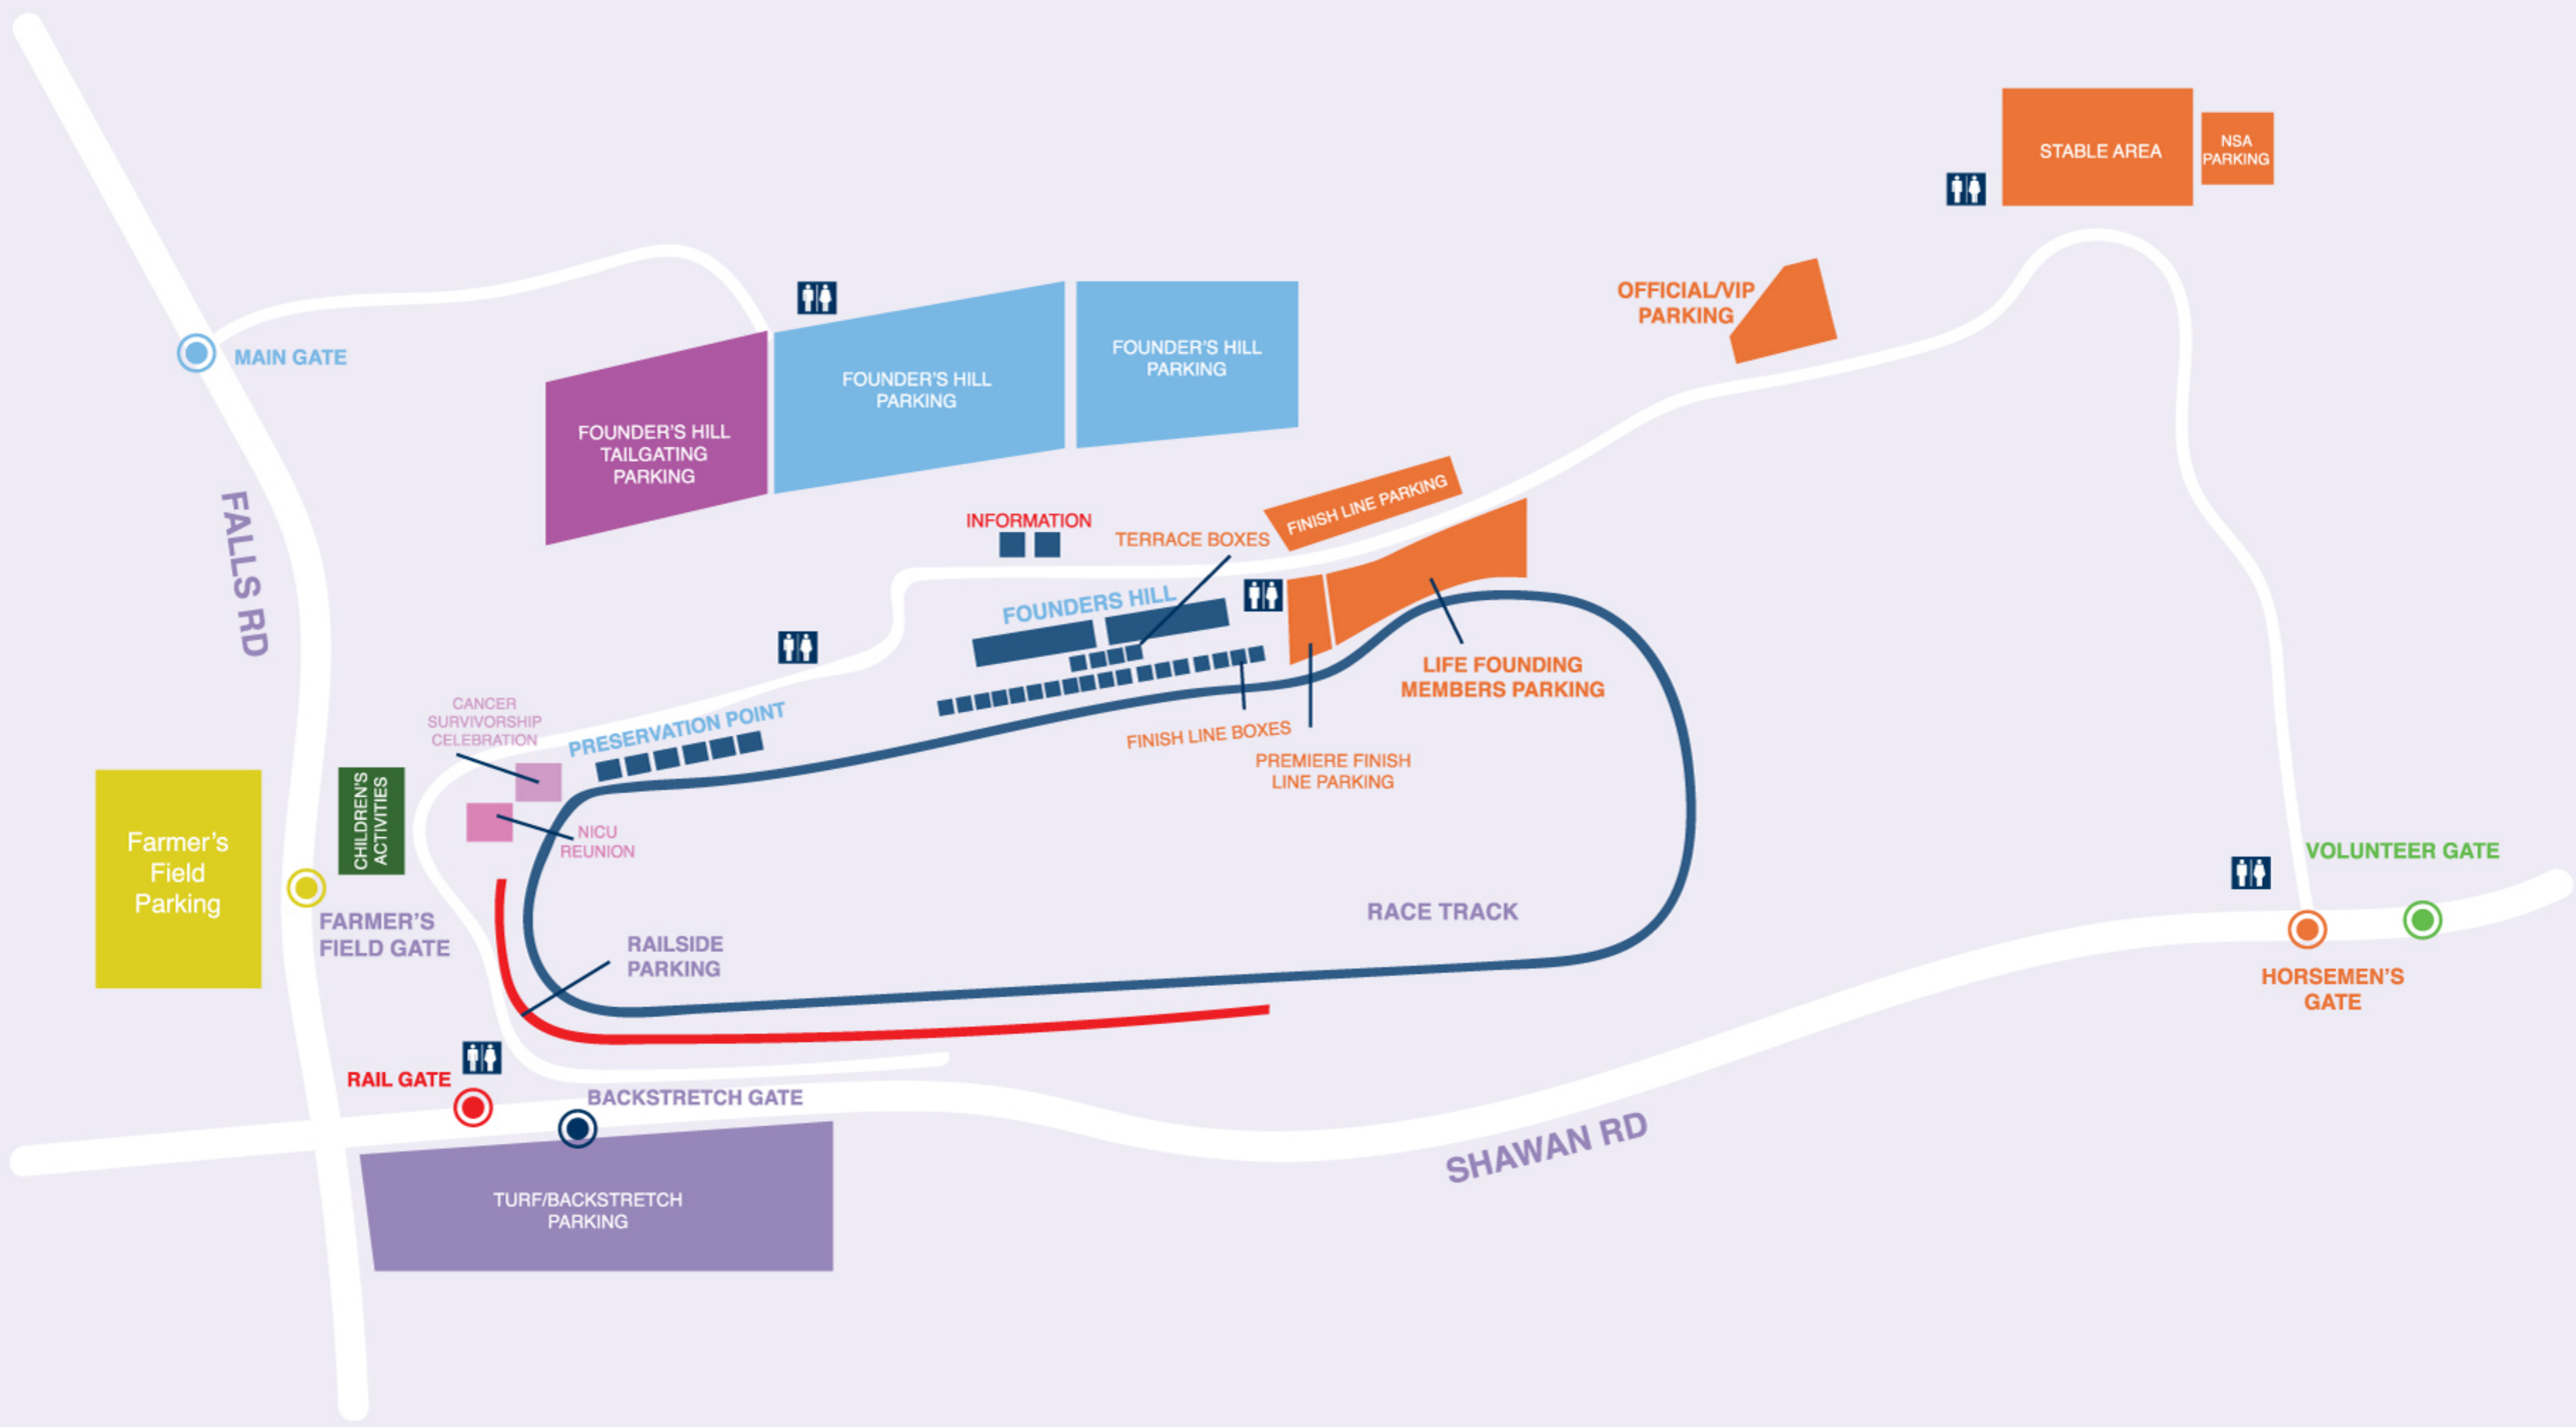 STABLE AREA
NSA
PARKING
OFFICIAL/VIP
PARKING
MAIN GATE
FOUNDER'S HILL
PARKING
FOUNDER'S HILL
PARKING
FOUNDER'S HILL
TAILGATING
PARKING
FALLS RD
FINISH LINE PARKING
INFORMATION
TERRACE BOXES
FOUNDERS HILL
LIFE FOUNDING
MEMBERS PARKING
CANCER
SURVIVORSHIP
CELEBRATION
PRESERVATION POINT
FINISH LINE BOXES
PREMIERE FINISH
LINE PARKING
CHILDREN'S
ACTIVITIES
Farmer's
Field
Parking
NICU
REUNION
VOLUNTEER GATE
FARMER'S
FIELD GATE
RACE TRACK
RAILSIDE
PARKING
HORSEMEN'S
GATE
RAIL GATE
BACKSTRETCH GATE
SHAWAN RD
TURF/BACKSTRETCH
PARKING